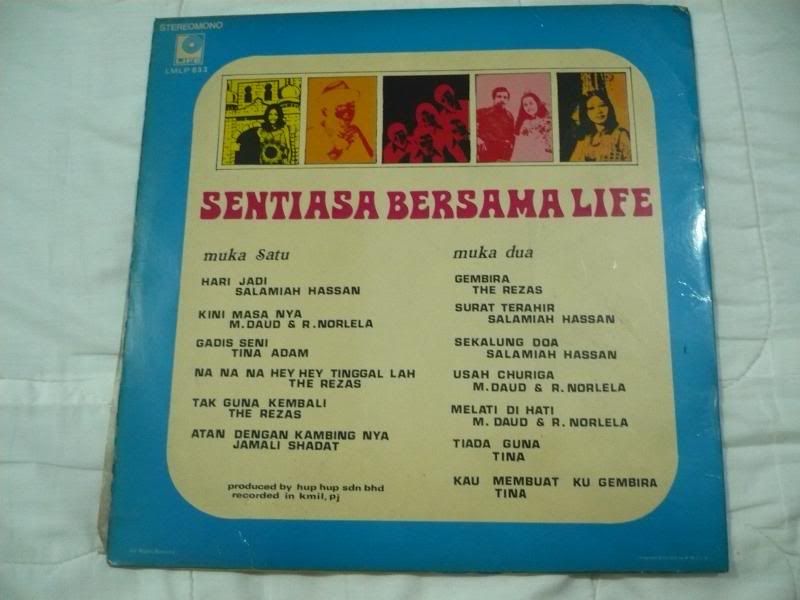 STEREOMONO
LIFE
LMLP 833
SENTIASA BERSAMA LIFE
muka Satu
HARI JADI
SALAMIAH HASSAN
KINI MASA NYA
M. DAUD & R. NORLELA
GADIS SENI
TINA ADAM
NA NA NA HEY HEY TINGGAL LAH
THE REZAS
TAK GUNA KEMBALI
THE REZAS
ATAN DENGAN KAMBING NYA
JAMALI SHADAT
produced by hup hup sdn bhd
recorded in kmil, pj
muka dua
GEMBIRA
THE REZAS
SURAT TERAHIR
SALAMIAH HASSAN
SEKALUNG DOA
SALAMIAH HASSAN
USAH CHURIGA
M. DAUD & R. NORLELA
MELATI DI HATI
M. DAUD & R. NORLELA
TIADA GUNA
TINA
KAU MEMBUAT KU GEMBIRA
TINA
All Rights Reserved